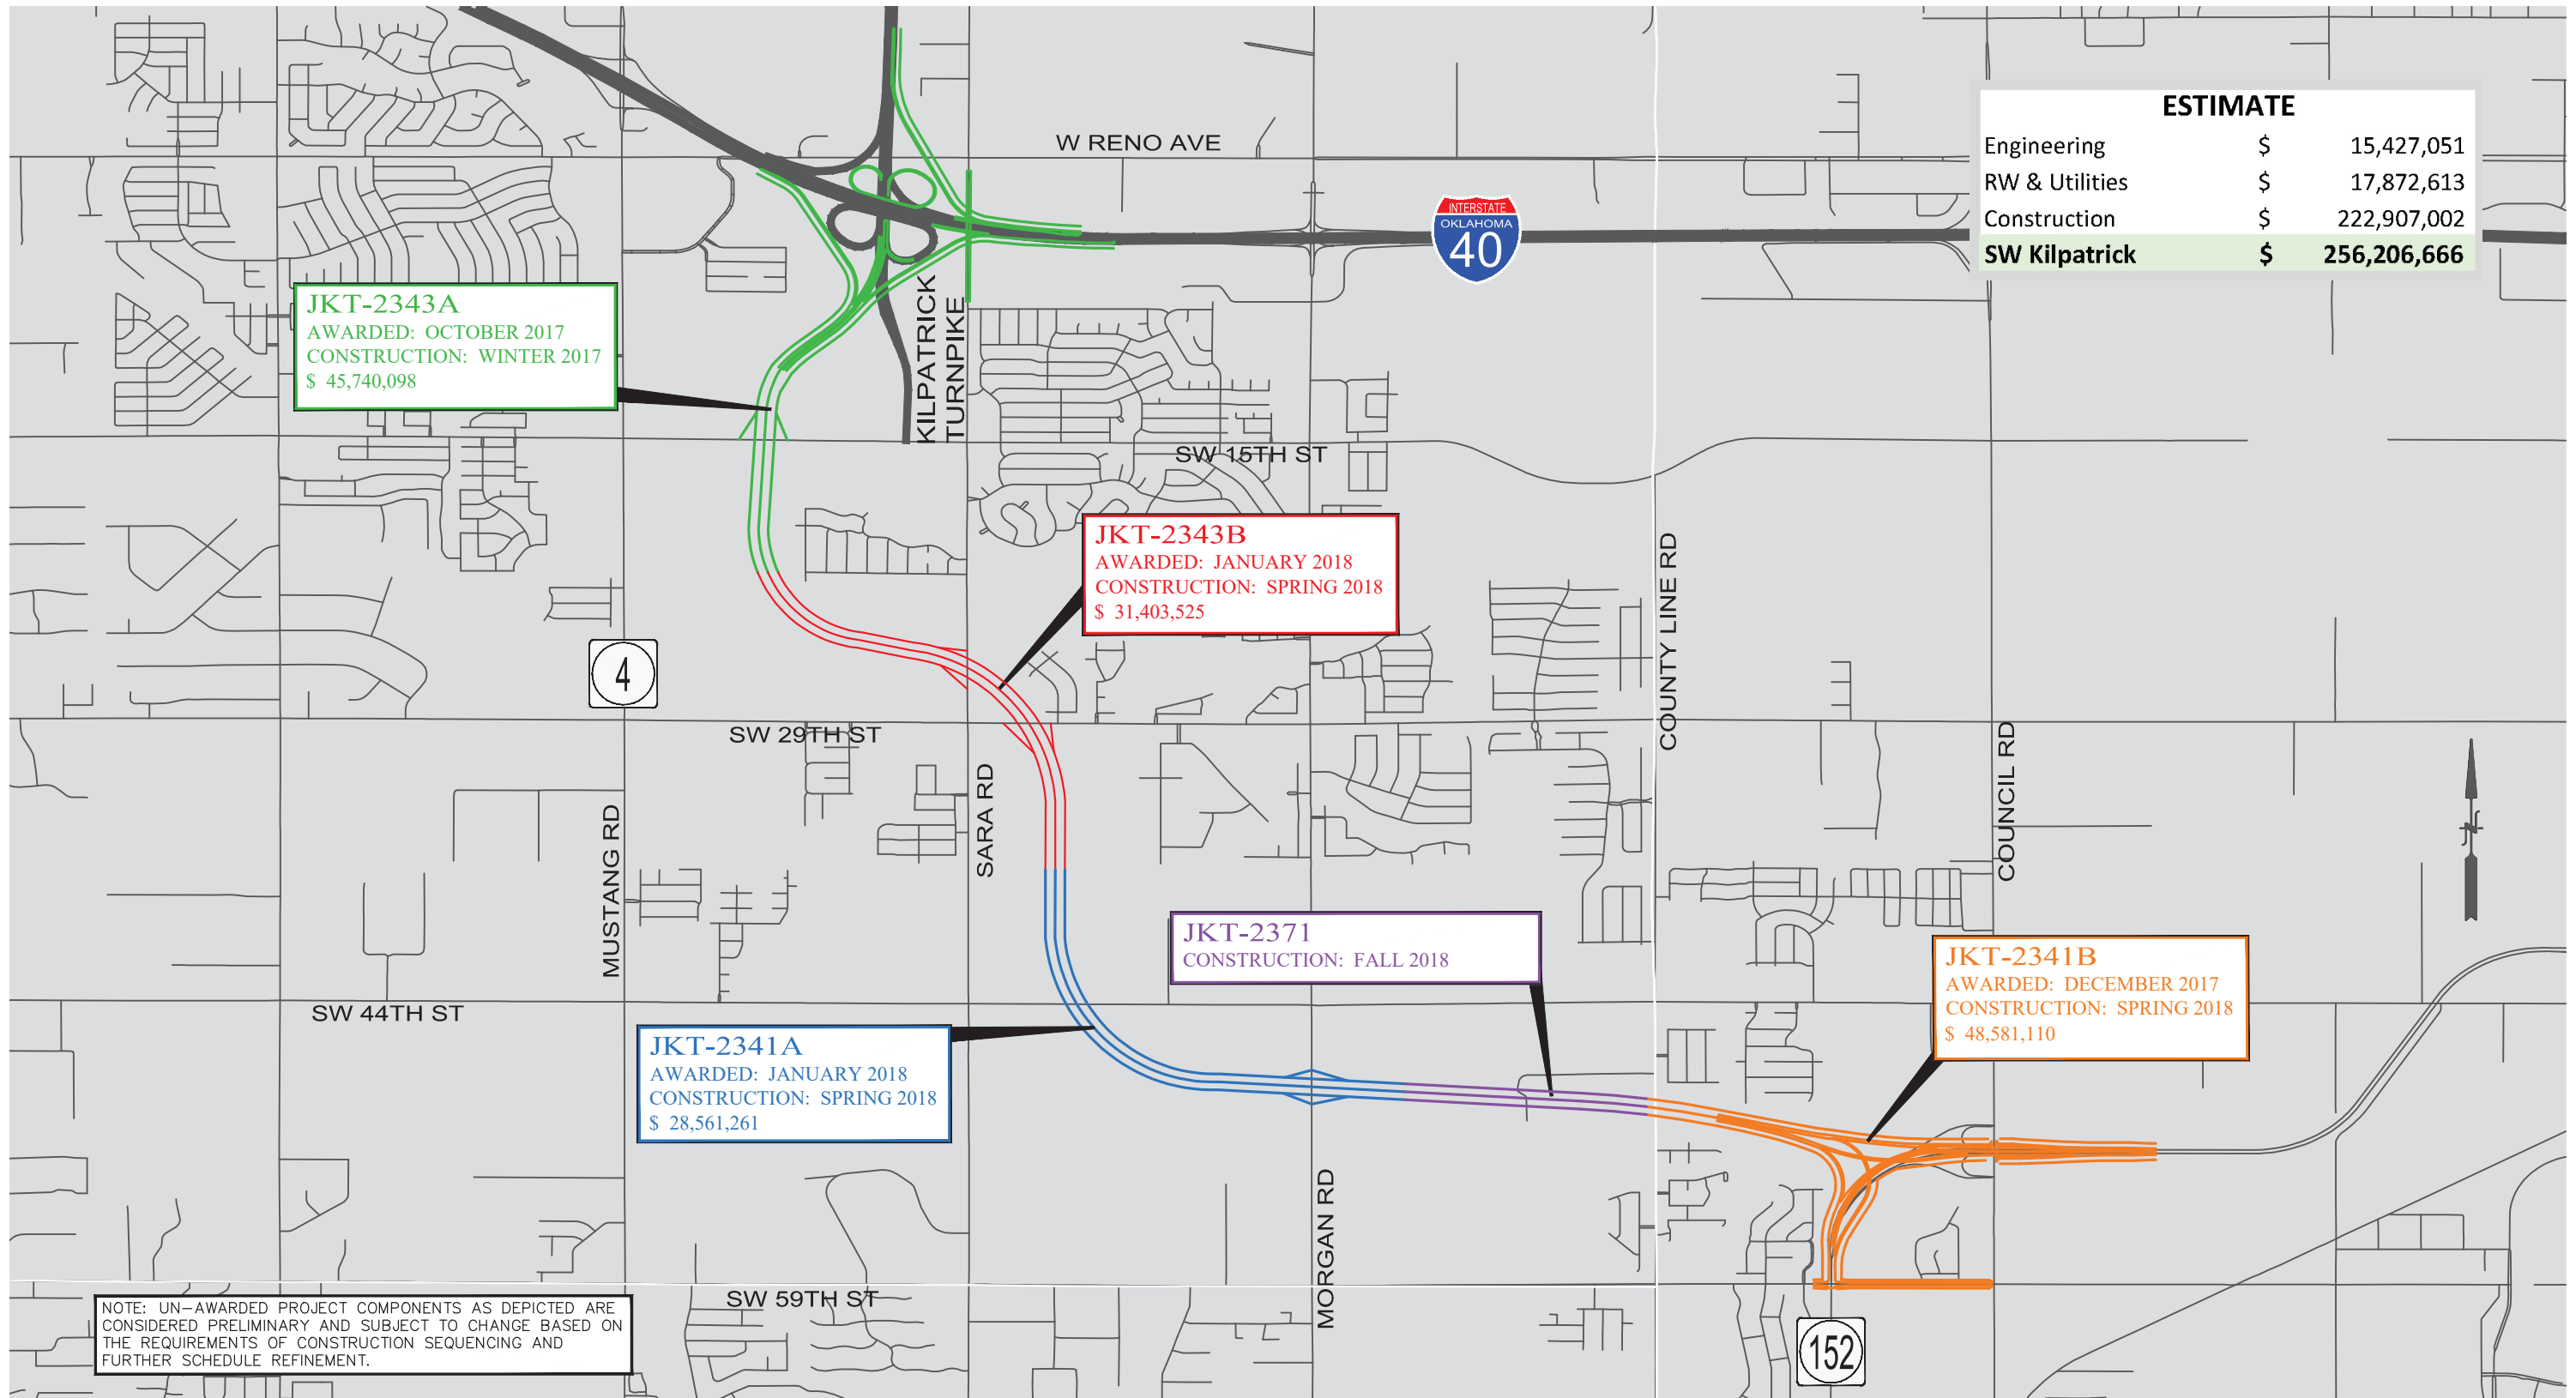 W RENO AVE
ESTIMATE
Engineering $ 15,427,051
RW & Utilities $ 17,872,613
Construction $ 222,907,002
SW Kilpatrick $ 256,206,666
INTERSTATE
OKLAHOMA
40
JKT-2343A
AWARDED: OCTOBER 2017
CONSTRUCTION: WINTER 2017
$ 45,740,098
KILPATRICK
TURNPIKE
SW 15TH ST
JKT-2343B
AWARDED: JANUARY 2018
CONSTRUCTION: SPRING 2018
$ 31,403,525
COUNTY LINE RD
4
SW 29TH ST
SARA RD
MUSTANG RD
COUNCIL RD
N
JKT-2371
CONSTRUCTION: FALL 2018
JKT-2341B
AWARDED: DECEMBER 2017
CONSTRUCTION: SPRING 2018
$ 48,581,110
SW 44TH ST
JKT-2341A
AWARDED: JANUARY 2018
CONSTRUCTION: SPRING 2018
$ 28,561,261
MORGAN RD
SW 59TH ST
152
NOTE: UN-AWARDED PROJECT COMPONENTS AS DEPICTED ARE
CONSIDERED PRELIMINARY AND SUBJECT TO CHANGE BASED ON
THE REQUIREMENTS OF CONSTRUCTION SEQUENCING AND
FURTHER SCHEDULE REFINEMENT.